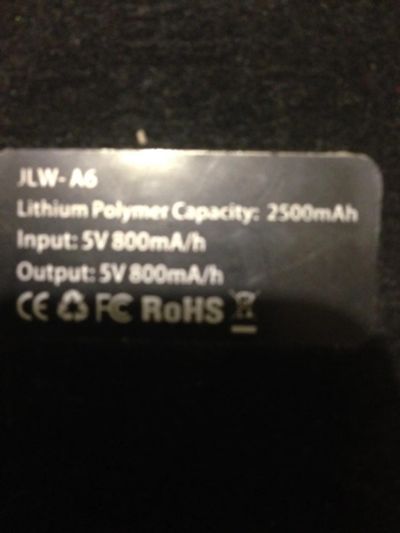 JLW-A6
Lithium Polymer Capacity: 2500mAh
Input: 5V 800mA/h
Output: 5V 800mA/h
CE FC RoHS